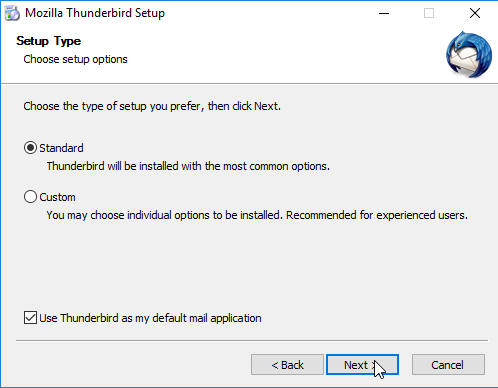 Mozilla Thunderbird Setup
Setup Type
Choose setup options
Choose the type of setup you prefer, then click Next.
Standard
Thunderbird will be installed with the most common options.
Custom
You may choose individual options to be installed. Recommended for experienced users.
Use Thunderbird as my default mail application
< Back Next > Cancel